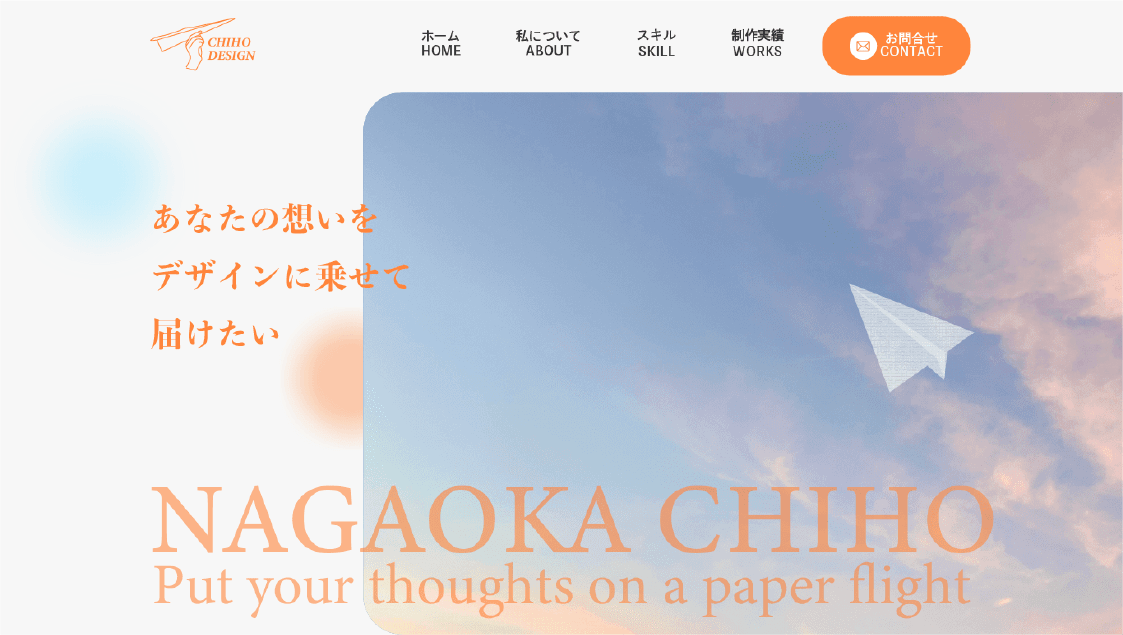 CHIHO
DESIGN
ホーム
HOME
私について
ABOUT
スキル
SKILL
制作実績
WORKS
お問合せ
CONTACT
あなたの想いを
デザインに乗せて
届けたい
NAGAOKA CHIHO
Put your thoughts on a paper flight